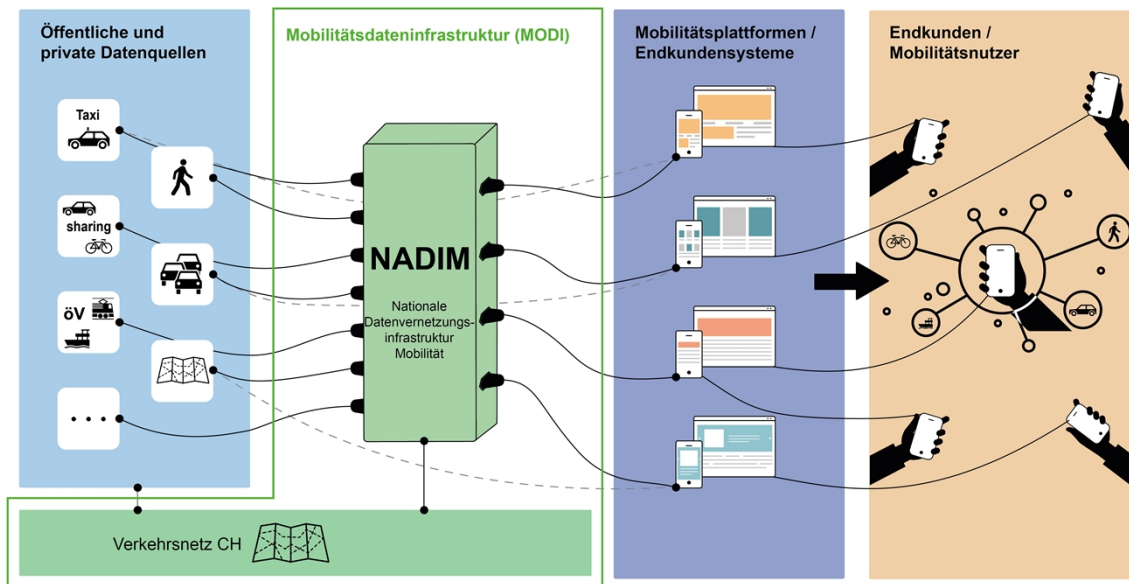 Öffentliche und
private Datenquellen
Taxi
sharing
öV
...
Mobilitätsdateninfrastruktur (MODI)
NADIM
Nationale
Datenvernetzungs-
infrastruktur
Mobilität
Verkehrsnetz CH
Mobilitätsplattformen /
Endkundensysteme
Endkunden /
Mobilitätsnutzer